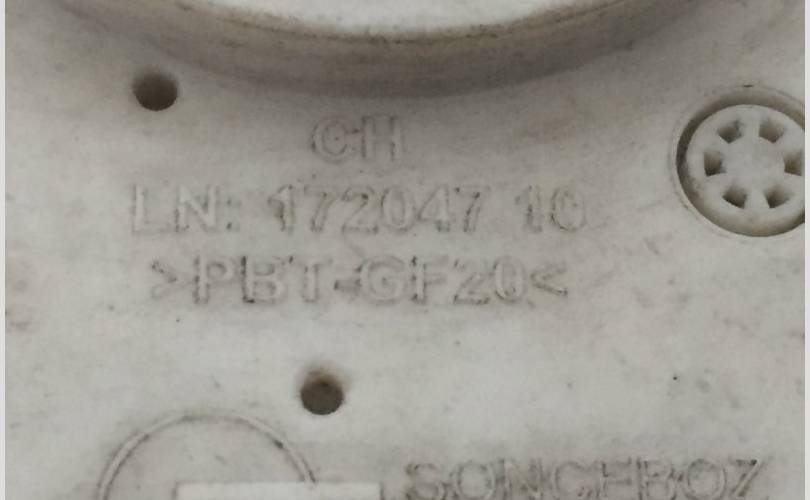 CH
LN: 172047 10
>PBT-GF20<
SONCEBOZ